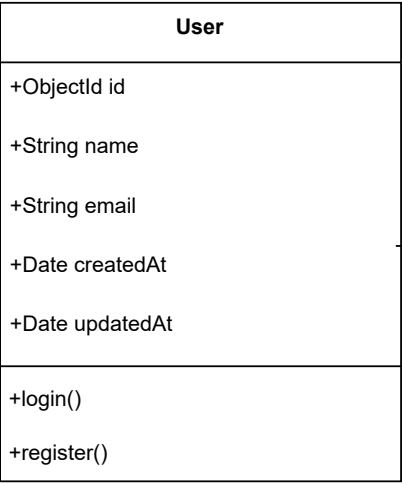 User
+ObjectId id
+String name
+String email
+Date createdAt
+Date updatedAt
+login()
+register()